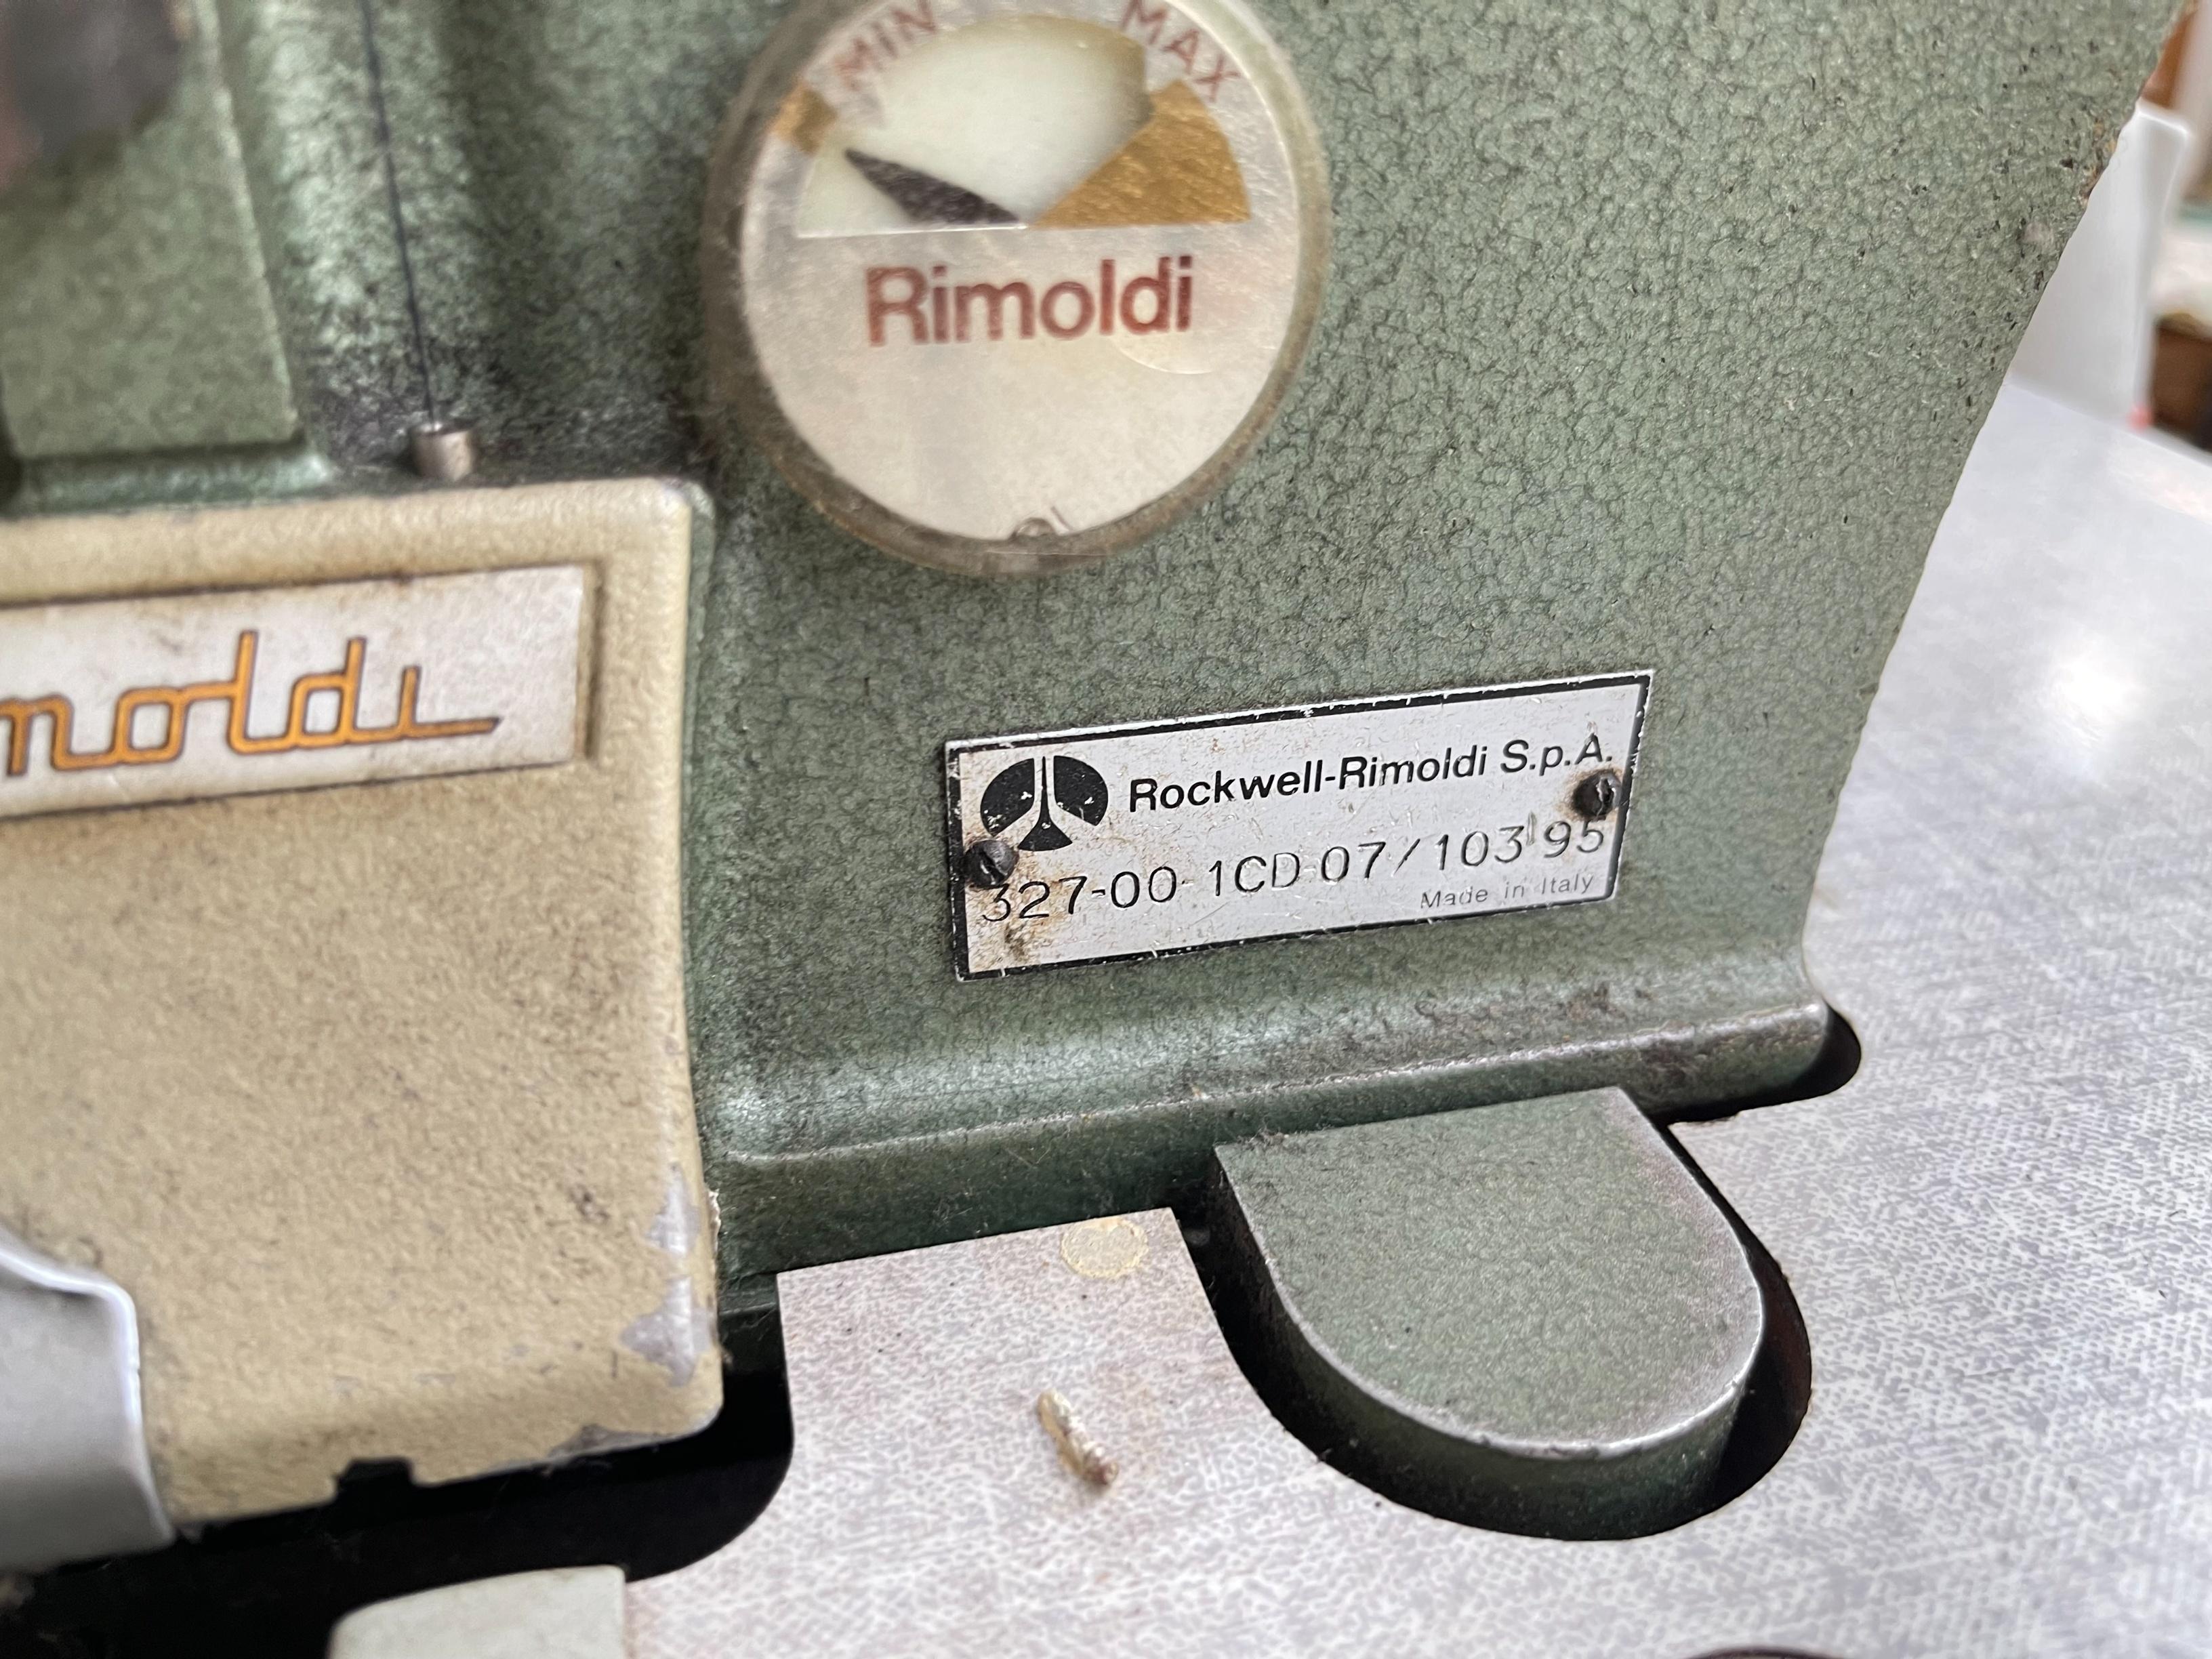 MIN MAX
Rimoldi
moldi
Rockwell-Rimoldi S.p.A.
327-00-1CD-07/103 95
Made in Italy